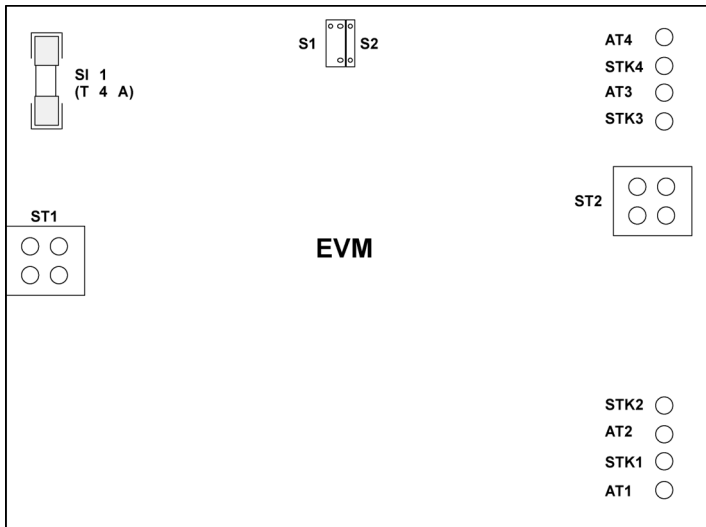 S1 S2
AT4
SI 1
(T 4 A)
STK4
AT3
STK3
ST2
ST1
EVM
STK2
AT2
STK1
AT1